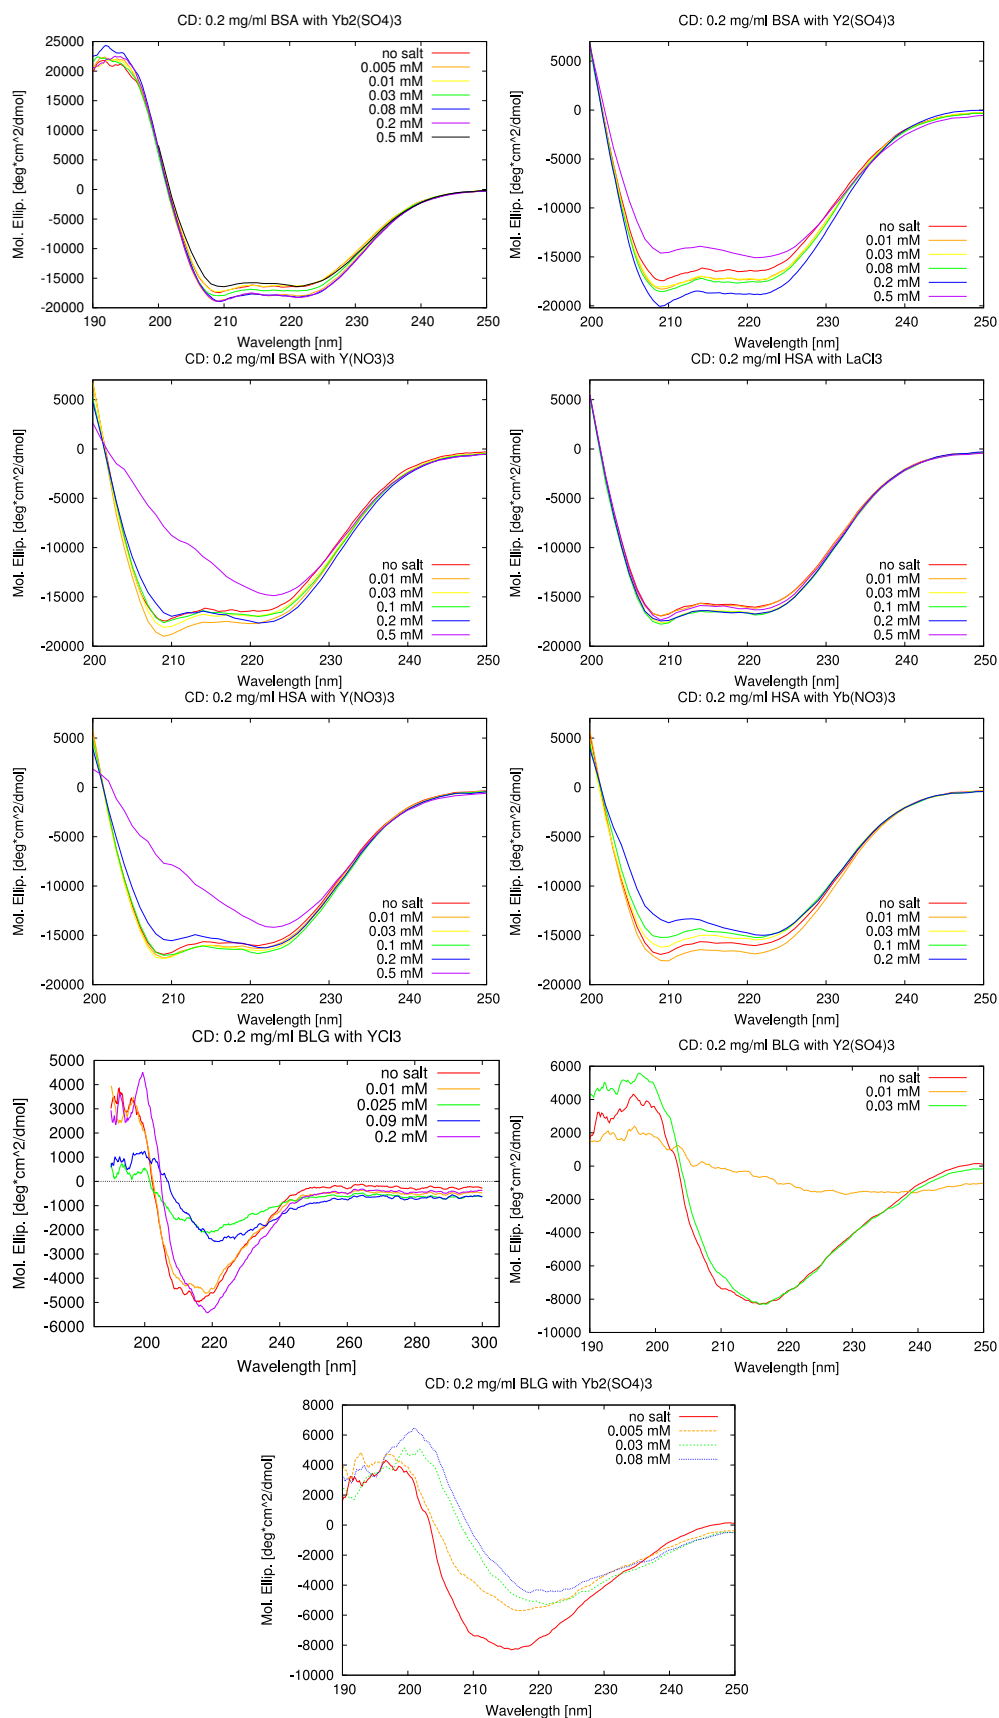 CD: 0.2 mg/ml BSA with Yb2(SO4)3
Mol. Ellip. [deg*cm^2/dmol]
25000
20000
15000
10000
5000
0
-5000
-10000
-15000
-20000
190 200 210 220 230 240 250
Wavelength [nm]
no salt
0.005 mM
0.01 mM
0.03 mM
0.08 mM
0.2 mM
0.5 mM
CD: 0.2 mg/ml BSA with Y2(SO4)3
Mol. Ellip. [deg*cm^2/dmol]
5000
0
-5000
-10000
-15000
-20000
200 210 220 230 240 250
Wavelength [nm]
no salt
0.01 mM
0.03 mM
0.08 mM
0.2 mM
0.5 mM
CD: 0.2 mg/ml BSA with Y(NO3)3
Mol. Ellip. [deg*cm^2/dmol]
5000
0
-5000
-10000
-15000
-20000
200 210 220 230 240 250
Wavelength [nm]
no salt
0.01 mM
0.03 mM
0.1 mM
0.2 mM
0.5 mM
CD: 0.2 mg/ml HSA with LaCl3
Mol. Ellip. [deg*cm^2/dmol]
5000
0
-5000
-10000
-15000
-20000
200 210 220 230 240 250
Wavelength [nm]
no salt
0.01 mM
0.03 mM
0.1 mM
0.2 mM
0.5 mM
CD: 0.2 mg/ml HSA with Y(NO3)3
Mol. Ellip. [deg*cm^2/dmol]
5000
0
-5000
-10000
-15000
-20000
200 210 220 230 240 250
Wavelength [nm]
no salt
0.01 mM
0.03 mM
0.1 mM
0.2 mM
0.5 mM
CD: 0.2 mg/ml HSA with Yb(NO3)3
Mol. Ellip. [deg*cm^2/dmol]
5000
0
-5000
-10000
-15000
-20000
200 210 220 230 240 250
Wavelength [nm]
no salt
0.01 mM
0.03 mM
0.1 mM
0.2 mM
CD: 0.2 mg/ml BLG with YCl3
Mol. Ellip. [deg*cm^2/dmol]
5000
4000
3000
2000
1000
0
-1000
-2000
-3000
-4000
-5000
-6000
200 220 240 260 280 300
Wavelength [nm]
no salt
0.01 mM
0.025 mM
0.09 mM
0.2 mM
CD: 0.2 mg/ml BLG with Y2(SO4)3
Mol. Ellip. [deg*cm^2/dmol]
6000
4000
2000
0
-2000
-4000
-6000
-8000
-10000
190 200 210 220 230 240 250
Wavelength [nm]
no salt
0.01 mM
0.03 mM
CD: 0.2 mg/ml BLG with Yb2(SO4)3
Mol. Ellip. [deg*cm^2/dmol]
8000
6000
4000
2000
0
-2000
-4000
-6000
-8000
-10000
190 200 210 220 230 240 250
Wavelength [nm]
no salt
0.005 mM
0.03 mM
0.08 mM